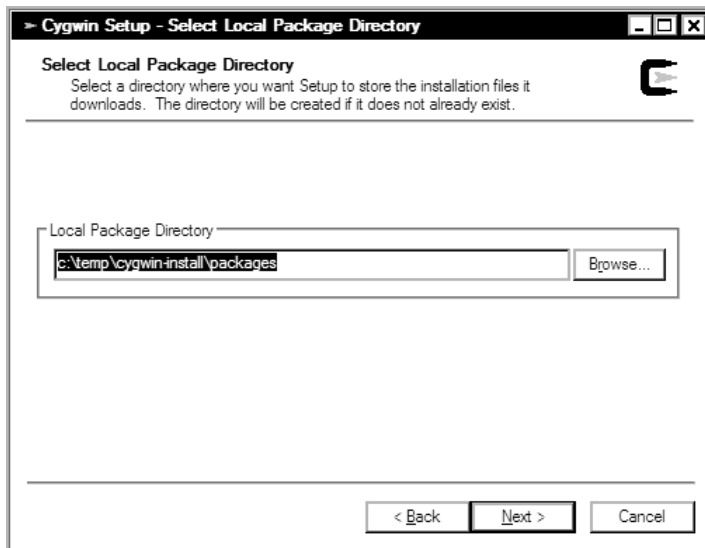 Cygwin Setup - Select Local Package Directory
Select Local Package Directory
Select a directory where you want Setup to store the installation files it
downloads. The directory will be created if it does not already exist.
Local Package Directory
c:\temp\cygwin-install\packages
Browse...
< Back
Next >
Cancel